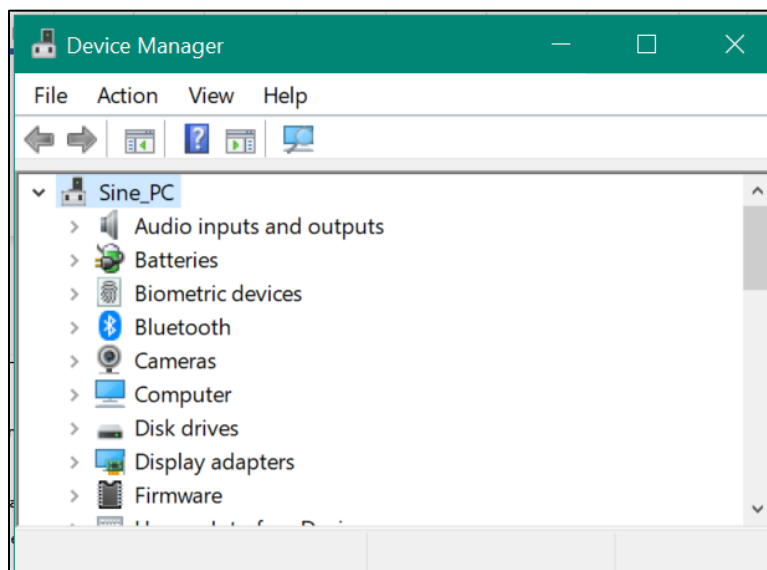 Device Manager
File Action View Help
Sine_PC
Audio inputs and outputs
Batteries
Biometric devices
Bluetooth
Cameras
Computer
Disk drives
Display adapters
Firmware